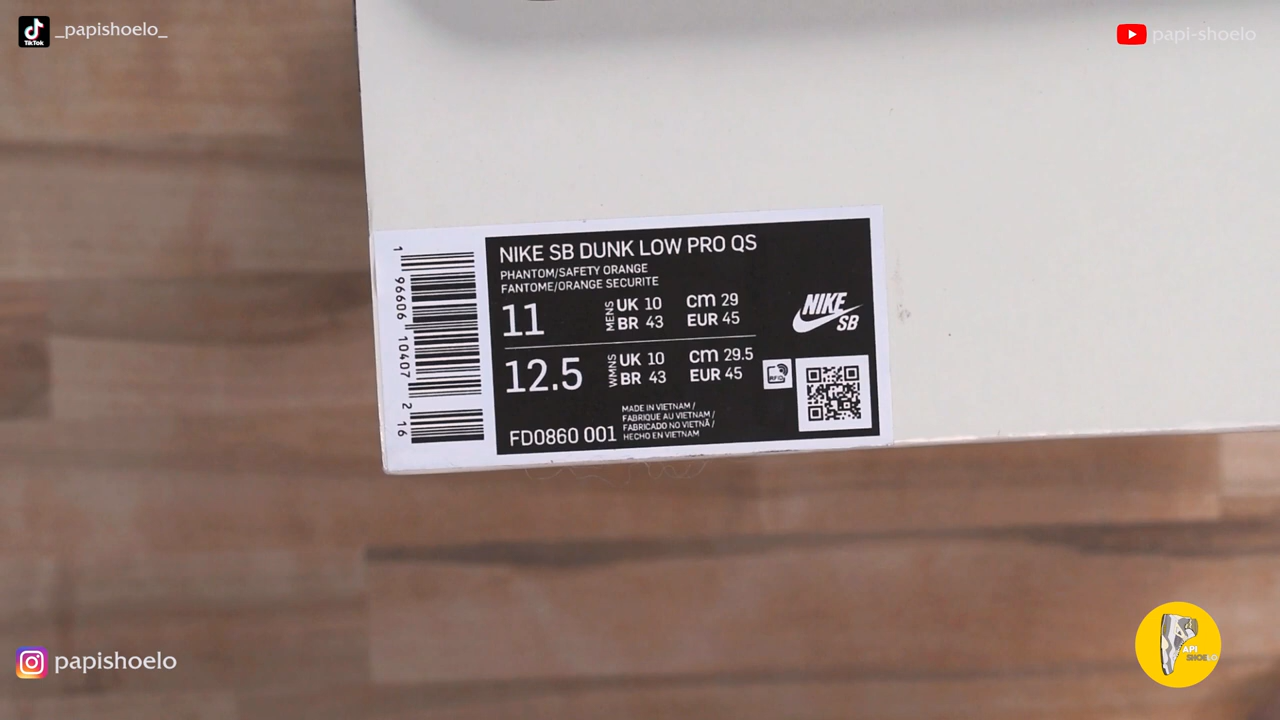 TikTok
_papishoelo_
papi-shoelo
1 96606 10407 2 16
NIKE SB DUNK LOW PRO QS
PHANTOM/SAFETY ORANGE
FANTOME/ORANGE SECURITE
11 MENS UK 10 cm 29
BR 43 EUR 45
12.5 WMNS UK 10 cm 29.5
BR 43 EUR 45
NIKE
SB
RFID
FD0860 001
MADE IN VIETNAM /
FABRIQUE AU VIETNAM /
FABRICADO NO VIETNÃ /
HECHO EN VIETNAM
papishoelo
API
SHOELO